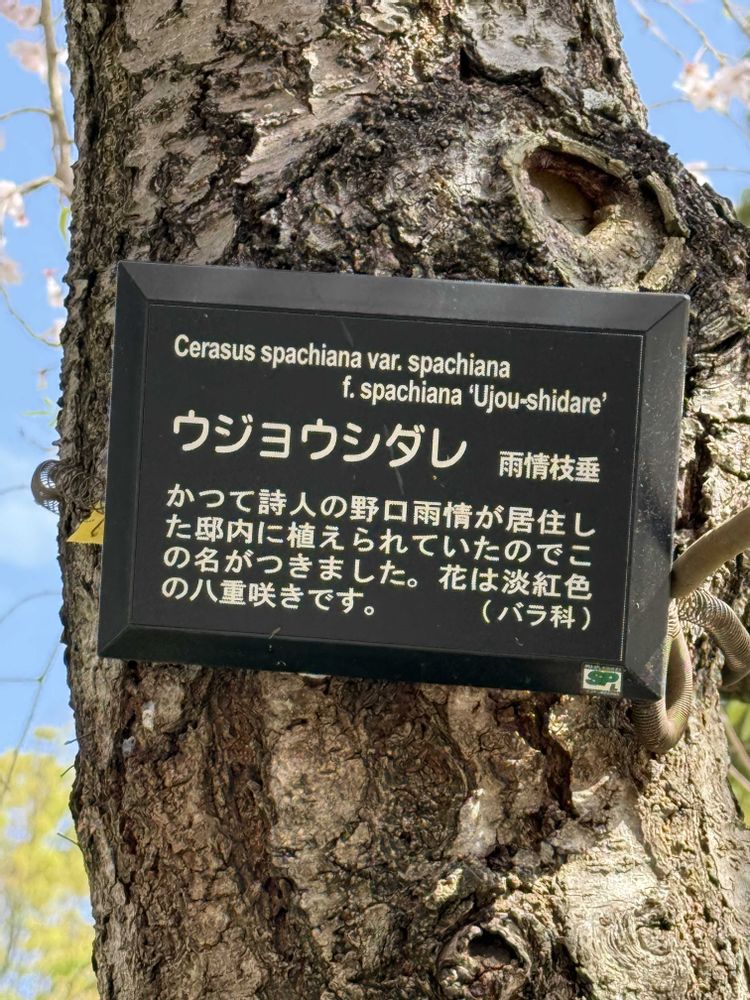 Cerasus spachiana var. spachiana
f. spachiana ‘Ujou-shidare’
ウジョウシダレ 雨情枝垂
かつて詩人の野口雨情が居住し
た邸内に植えられていたのでこ
の名がつきました。花は淡紅色
の八重咲きです。 （バラ科）
SP